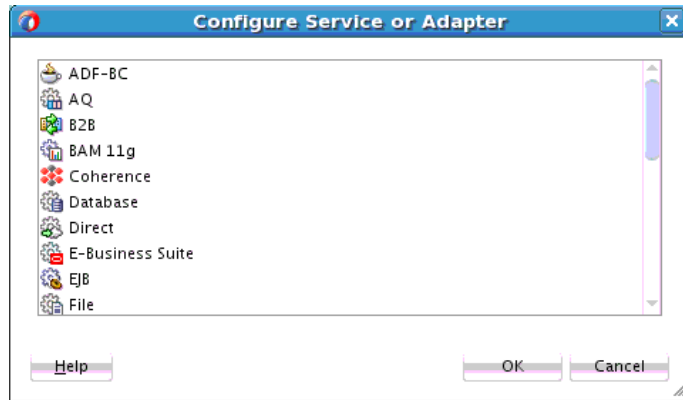 Configure Service or Adapter
ADF-BC
AQ
B2B
BAM 11g
Coherence
Database
Direct
E-Business Suite
EJB
File
Help
OK
Cancel